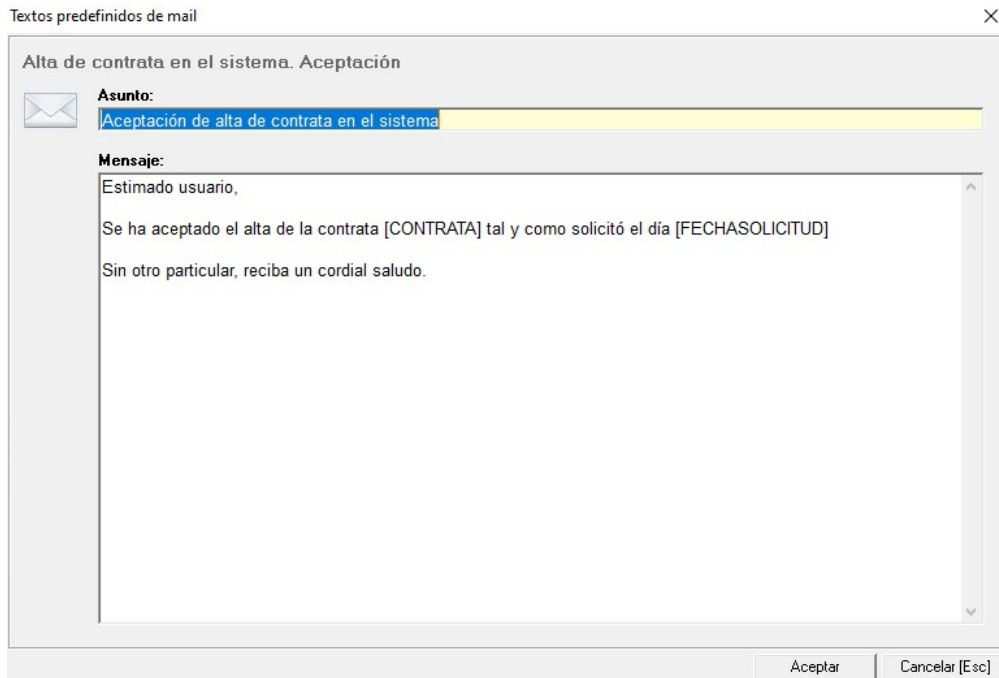 Textos predefinidos de mail
Alta de contrata en el sistema. Aceptación
Asunto:
Aceptación de alta de contrata en el sistema
Mensaje:
Estimado usuario,
Se ha aceptado el alta de la contrata [CONTRATA] tal y como solicitó el día [FECHASOLICITUD]
Sin otro particular, reciba un cordial saludo.
Aceptar
Cancelar [Esc]